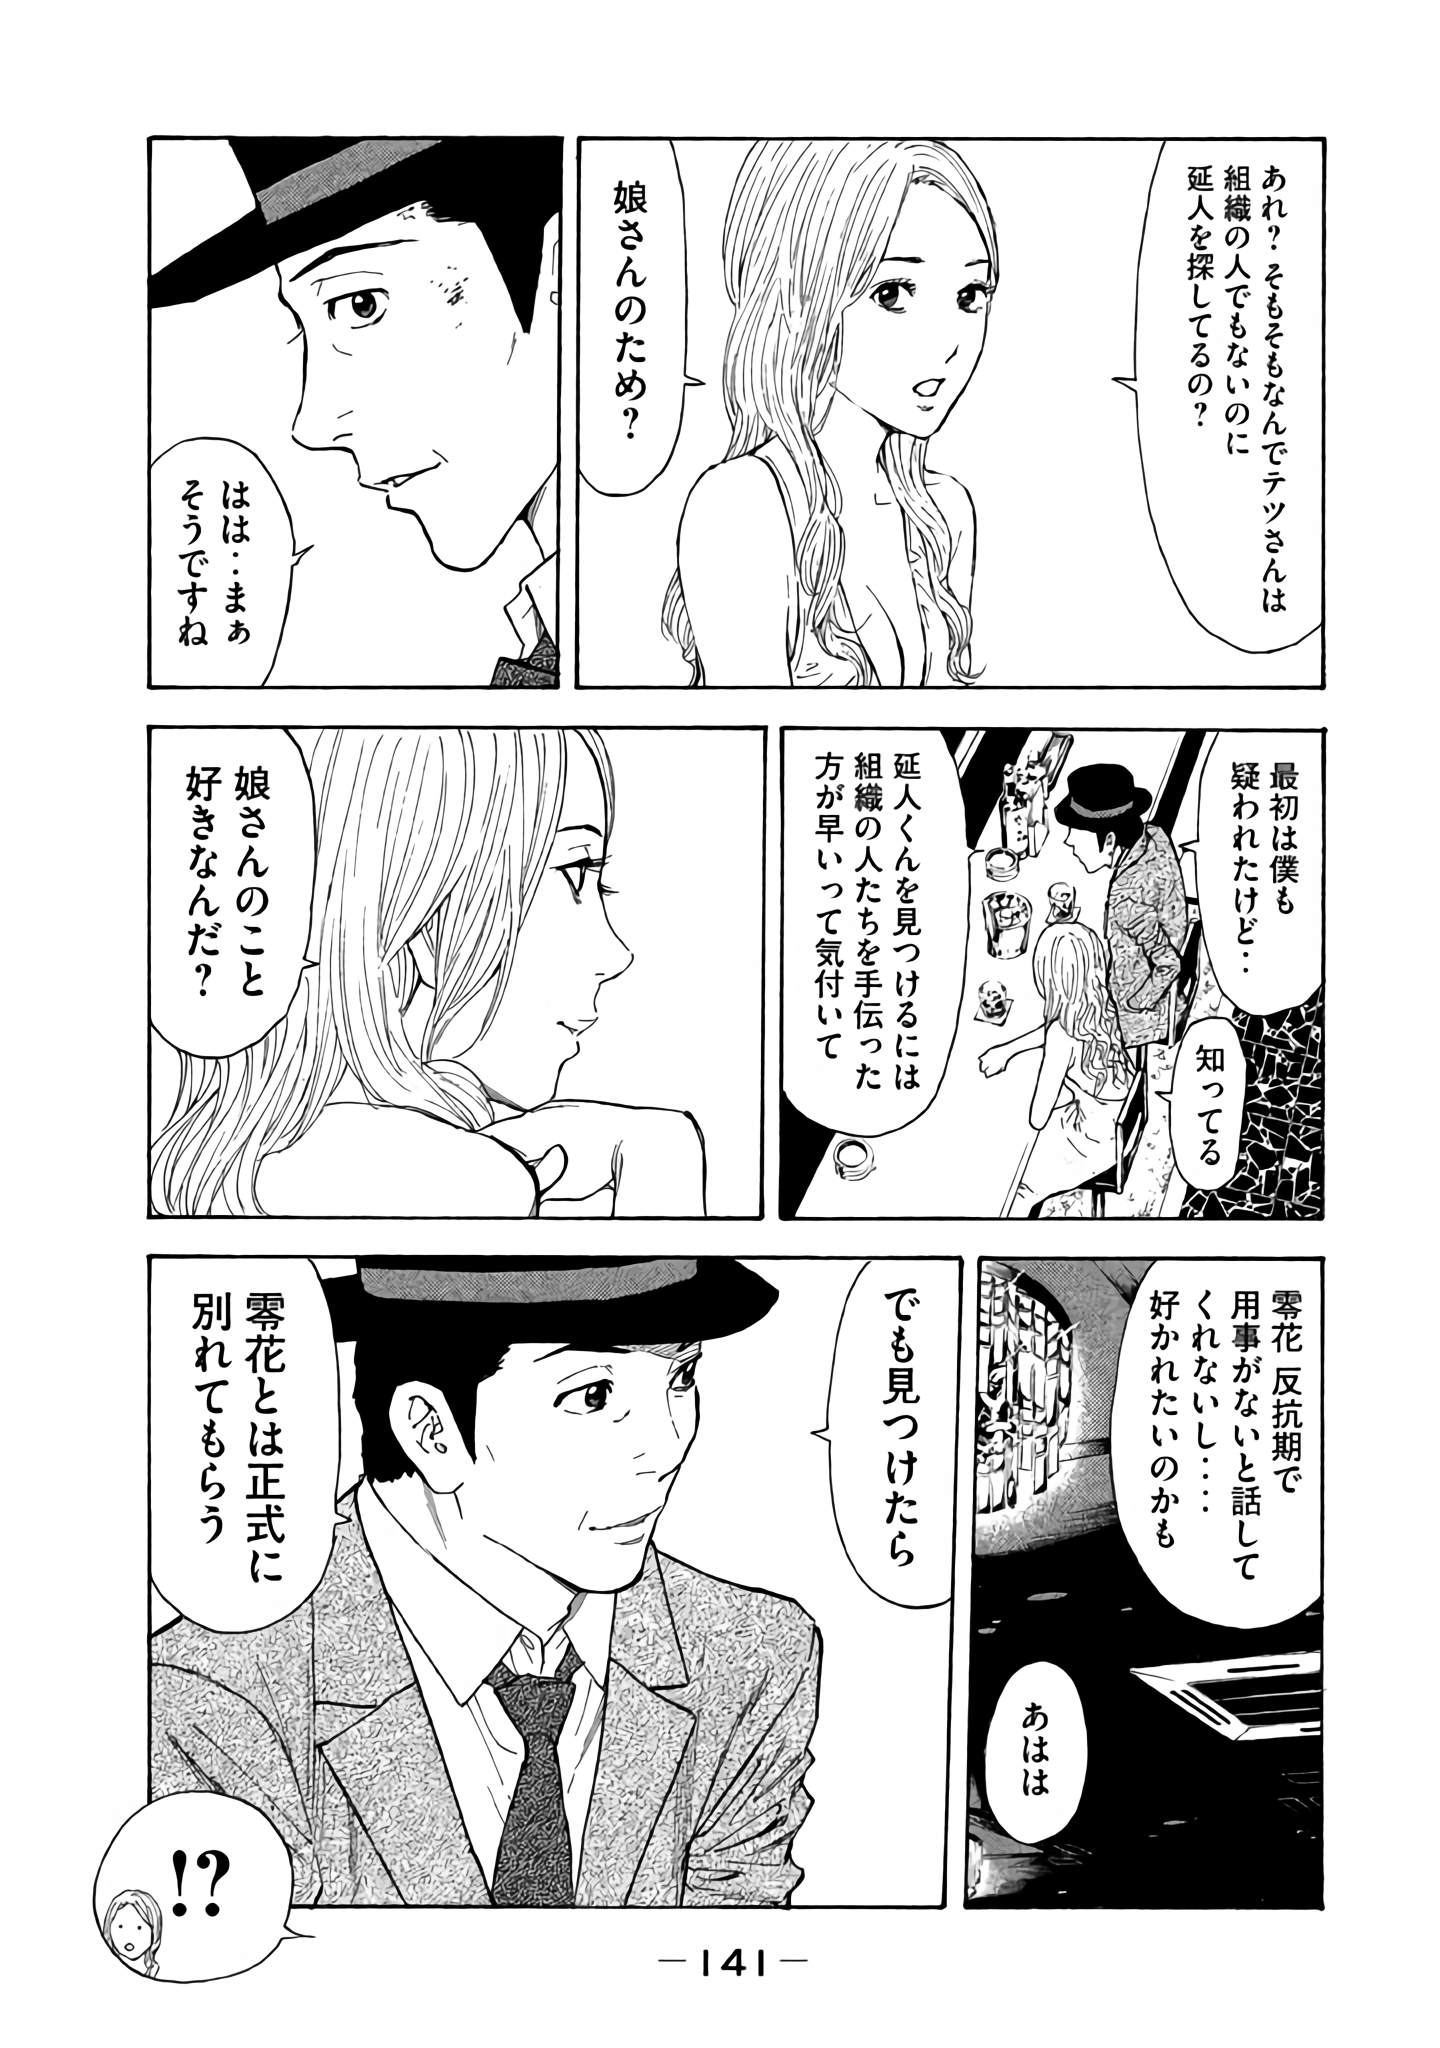 あれ？そもそもなんでテツさんは
組織の人でもないのに
延人を探してるの？
娘さんのため？
はは‥まぁ
そうですね
最初は僕も
疑われたけど‥
知ってる
延人くんを見つけるには
組織の人たちを手伝った
方が早いって気付いて
娘さんのこと
好きなんだ？
零花 反抗期で
用事がないと話して
くれないし‥‥
好かれたいのかも
あはは
でも見つけたら
零花とは正式に
別れてもらう
!?
—141—